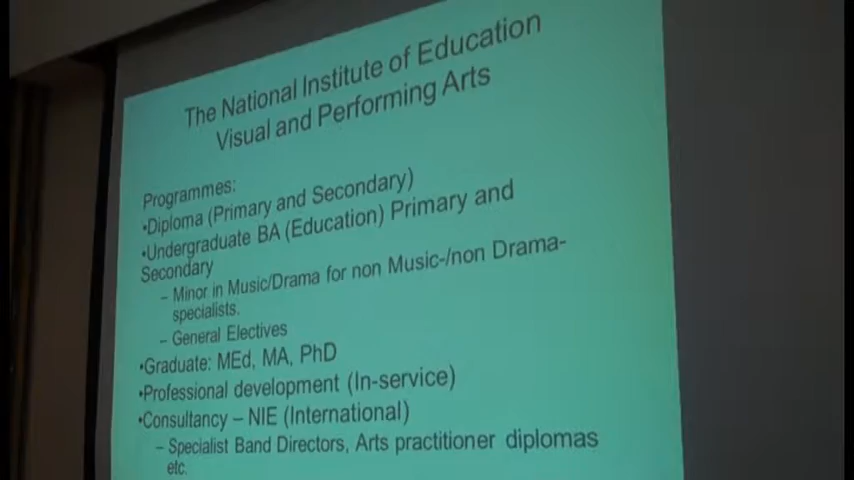 The National Institute of Education
Visual and Performing Arts
Programmes:
•Diploma (Primary and Secondary)
•Undergraduate BA (Education) Primary and
Secondary
– Minor in Music/Drama for non Music-/non Drama-
specialists.
– General Electives
•Graduate: MEd, MA, PhD
•Professional development (In-service)
•Consultancy – NIE (International)
– Specialist Band Directors, Arts practitioner diplomas
etc.